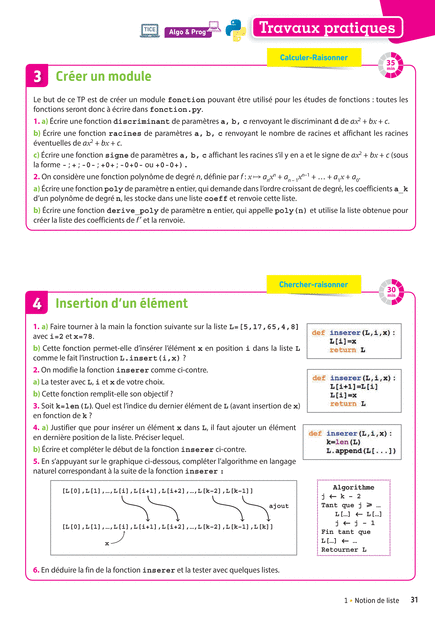 TICE
Algo & Prog
Travaux pratiques
Calculer-Raisonner
35
min
3 Créer un module
Le but de ce TP est de créer un module fonction pouvant être utilisé pour les études de fonctions : toutes les
fonctions seront donc à écrire dans fonction.py.
1. a) Écrire une fonction discriminant de paramètres a, b, c renvoyant le discriminant d de ax² + bx + c.
b) Écrire une fonction racines de paramètres a, b, c renvoyant le nombre de racines et affichant les racines
éventuelles de ax² + bx + c.
c) Écrire une fonction signe de paramètres a, b, c affichant les racines s'il y en a et le signe de ax² + bx + c (sous
la forme - ; + ; -0- ; +0+ ; -0+0- ou +0-0+) .
2. On considère une fonction polynôme de degré n, définie par f : x ↦ aₙxⁿ + aₙ₋₁xⁿ⁻¹ + … + a₁x + a₀.
a) Écrire une fonction poly de paramètre n entier, qui demande dans l'ordre croissant de degré, les coefficients a_k
d'un polynôme de degré n, les stocke dans une liste coeff et renvoie cette liste.
b) Écrire une fonction derive_poly de paramètre n entier, qui appelle poly(n) et utilise la liste obtenue pour
créer la liste des coefficients de f' et la renvoie.
Chercher-raisonner
30
min
4 Insertion d'un élément
1. a) Faire tourner à la main la fonction suivante sur la liste L=[5,17,65,4,8]
avec i=2 et x=78.
b) Cette fonction permet-elle d'insérer l'élément x en position i dans la liste L
comme le fait l'instruction L.insert(i,x) ?
def inserer(L,i,x):
L[i]=x
return L
2. On modifie la fonction inserer comme ci-contre.
a) La tester avec L, i et x de votre choix.
b) Cette fonction remplit-elle son objectif ?
def inserer(L,i,x):
L[i+1]=L[i]
L[i]=x
return L
3. Soit k=len(L). Quel est l'indice du dernier élément de L (avant insertion de x)
en fonction de k ?
4. a) Justifier que pour insérer un élément x dans L, il faut ajouter un élément
en dernière position de la liste. Préciser lequel.
b) Écrire et compléter le début de la fonction inserer ci-contre.
def inserer(L,i,x):
k=len(L)
L.append(L[...])
5. En s'appuyant sur le graphique ci-dessous, compléter l'algorithme en langage
naturel correspondant à la suite de la fonction inserer :
[L[0],L[1],…,L[i],L[i+1],L[i+2],…,L[k-2],L[k-1]]
ajout
[L[0],L[1],…,L[i],L[i+1],L[i+2],…,L[k-2],L[k-1],L[k]]
x
Algorithme
j ← k - 2
Tant que j ⩾ …
L[…] ← L[…]
j ← j - 1
Fin tant que
L[…] ← …
Retourner L
6. En déduire la fin de la fonction inserer et la tester avec quelques listes.
1 • Notion de liste 31